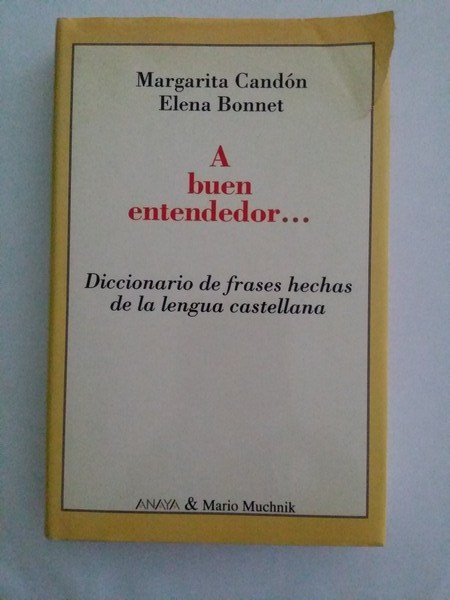 Margarita Candón
Elena Bonnet
A
buen
entendedor...
Diccionario de frases hechas
de la lengua castellana
ANAYA & Mario Muchnik